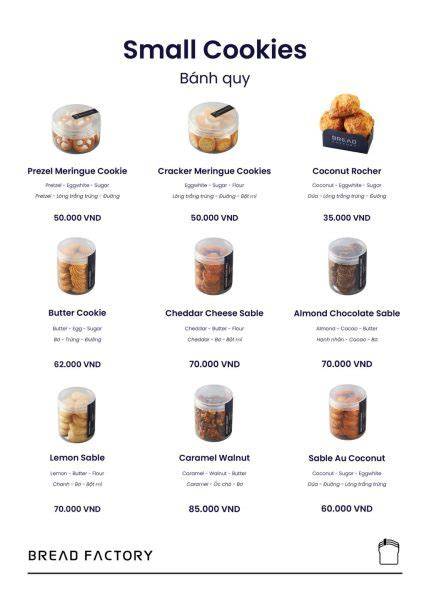 Small Cookies
Bánh quy
BREAD
Prezel Meringue Cookie
Prezel - Eggwhite - Sugar
Prezel - Lòng trắng trứng - Đường
50.000 VND
Cracker Meringue Cookies
Eggwhite - Sugar - Flour
Lòng trắng trứng - Đường - Bột mì
50.000 VND
Coconut Rocher
Coconut - Eggwhite - Sugar
Dừa - Lòng trắng trứng - Đường
35.000 VND
Butter Cookie
Butter - Egg - Sugar
Bơ - Trứng - Đường
62.000 VND
Cheddar Cheese Sable
Cheddar - Butter - Flour
Cheddar - Bơ - Bột mì
70.000 VND
Almond Chocolate Sable
Almond - Cacao - Butter
Hạnh nhân - Cacao - Bơ
70.000 VND
Lemon Sable
Lemon - Butter - Flour
Chanh - Bơ - Bột mì
70.000 VND
Caramel Walnut
Caramel - Walnut - Butter
Caramel - Óc chó - Bơ
85.000 VND
Sable Au Coconut
Coconut - Sugar - Eggwhite
Dừa - Đường - Lòng trắng trứng
60.000 VND
BREAD FACTORY